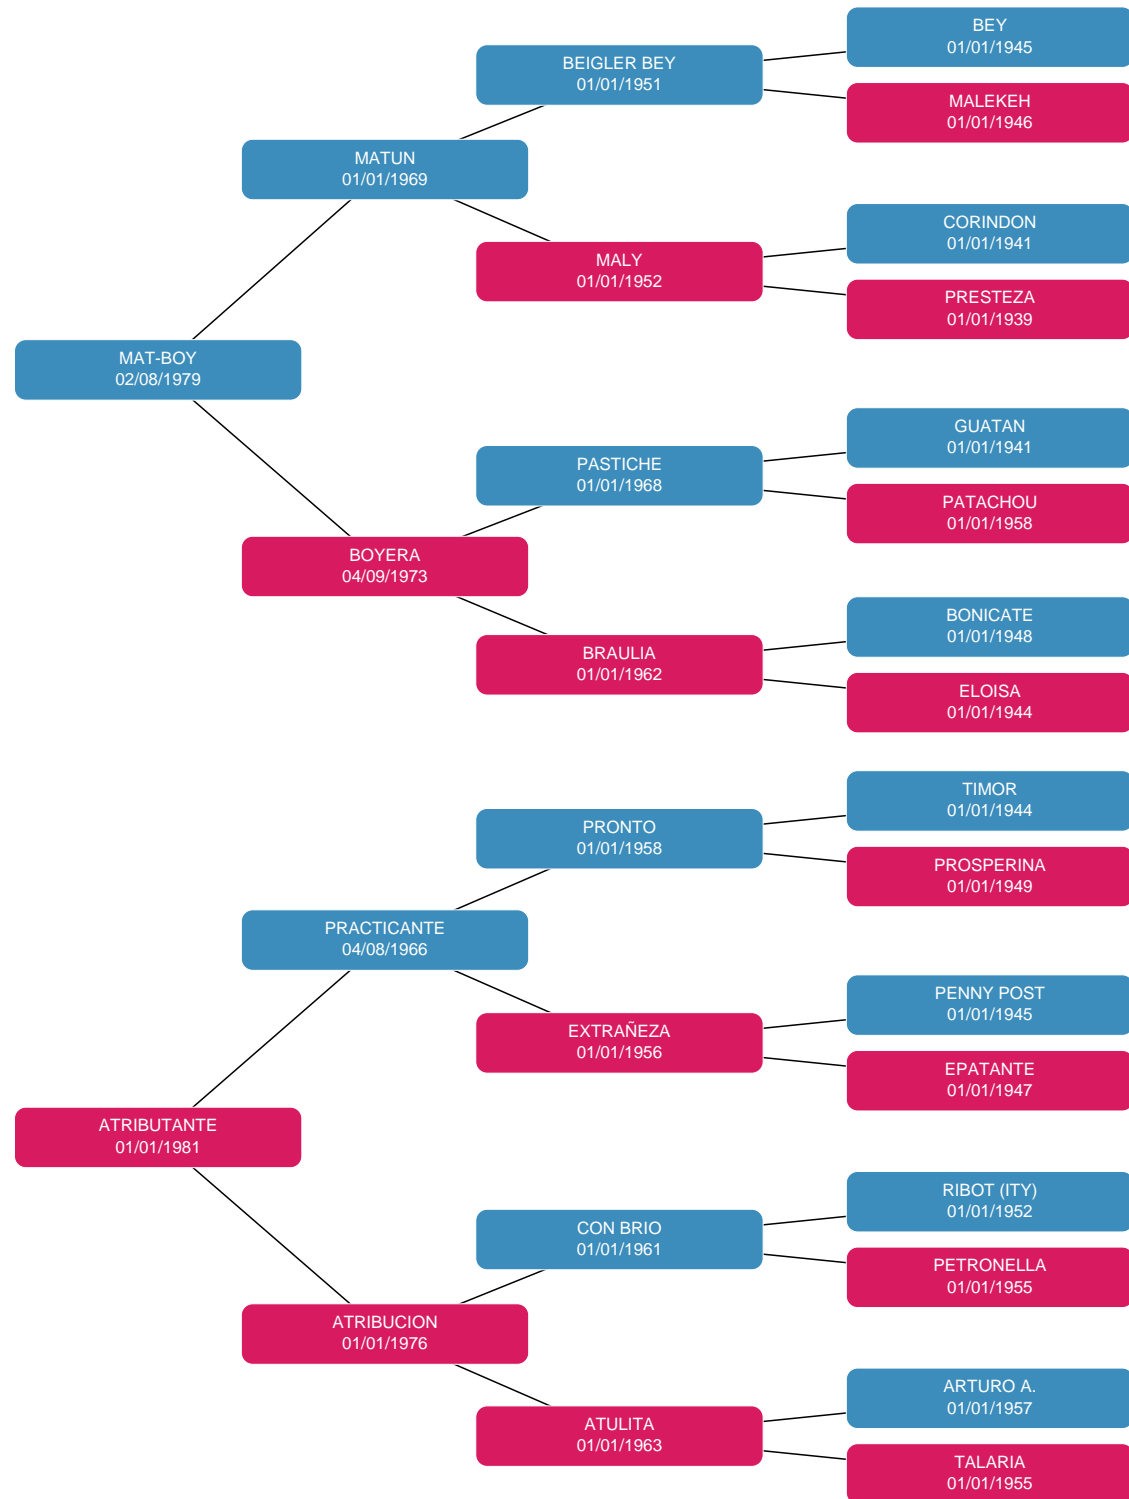 BEY
01/01/1945
BEIGLER BEY
01/01/1951
MALEKEH
01/01/1946
MATUN
01/01/1969
CORINDON
01/01/1941
MALY
01/01/1952
PRESTEZA
01/01/1939
MAT-BOY
02/08/1979
GUATAN
01/01/1941
PASTICHE
01/01/1968
PATACHOU
01/01/1958
BOYERA
04/09/1973
BONICATE
01/01/1948
BRAULIA
01/01/1962
ELOISA
01/01/1944
TIMOR
01/01/1944
PRONTO
01/01/1958
PROSPERINA
01/01/1949
PRACTICANTE
04/08/1966
PENNY POST
01/01/1945
EXTRAÑEZA
01/01/1956
EPATANTE
01/01/1947
ATRIBUTANTE
01/01/1981
RIBOT (ITY)
01/01/1952
CON BRIO
01/01/1961
PETRONELLA
01/01/1955
ATRIBUCION
01/01/1976
ARTURO A.
01/01/1957
ATULITA
01/01/1963
TALARIA
01/01/1955